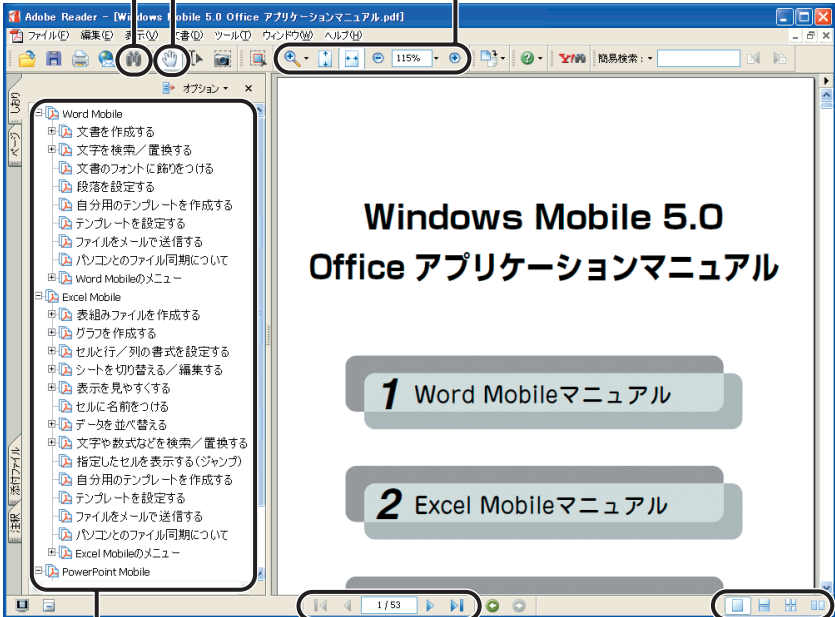 Adobe Reader - [Windows Mobile 5.0 Office アプリケーションマニュアル.pdf]
ファイル(F) 編集(E) 表示(V) 文書(D) ツール(T) ウィンドウ(W) ヘルプ(H)
115%
Y!
簡易検索：
オプション
×
しおり
ページ
添付ファイル
注釈
Word Mobile
文書を作成する
文字を検索／置換する
文書のフォントに飾りをつける
段落を設定する
自分用のテンプレートを作成する
テンプレートを設定する
ファイルをメールで送信する
パソコンとのファイル同期について
Word Mobileのメニュー
Excel Mobile
表組みファイルを作成する
グラフを作成する
セルと行／列の書式を設定する
シートを切り替える／編集する
表示を見やすくする
セルに名前をつける
データを並べ替える
文字や数式などを検索／置換する
指定したセルを表示する(ジャンプ)
自分用のテンプレートを作成する
テンプレートを設定する
ファイルをメールで送信する
パソコンとのファイル同期について
Excel Mobileのメニュー
PowerPoint Mobile
Windows Mobile 5.0
Office アプリケーションマニュアル
1 Word Mobileマニュアル
2 Excel Mobileマニュアル
1 / 53